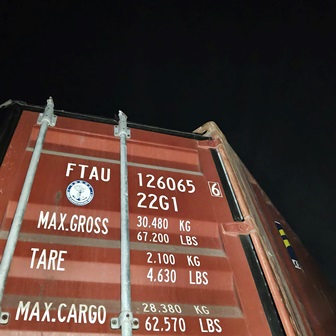 FTAU 126065 6
22G1
MAX.GROSS 30.480 KG
67.200 LBS
TARE 2.100 KG
4.630 LBS
MAX.CARGO 28.380 KG
62.570 LBS